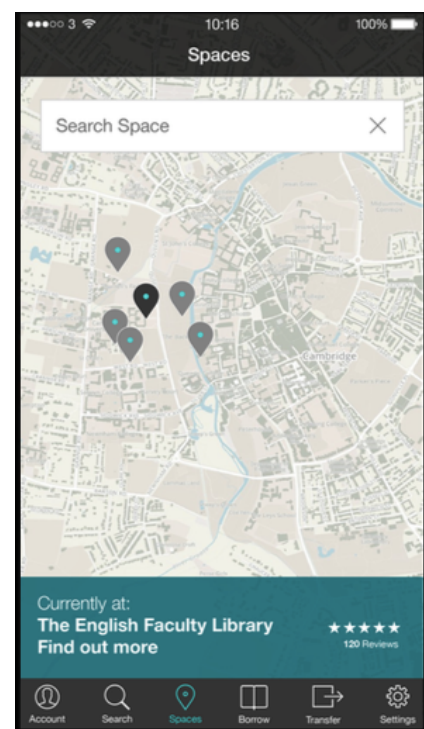 3 10:16 100%
Spaces
Search Space
Cambridge
Currently at:
The English Faculty Library
Find out more
120 Reviews
Account Search Spaces Borrow Transfer Settings